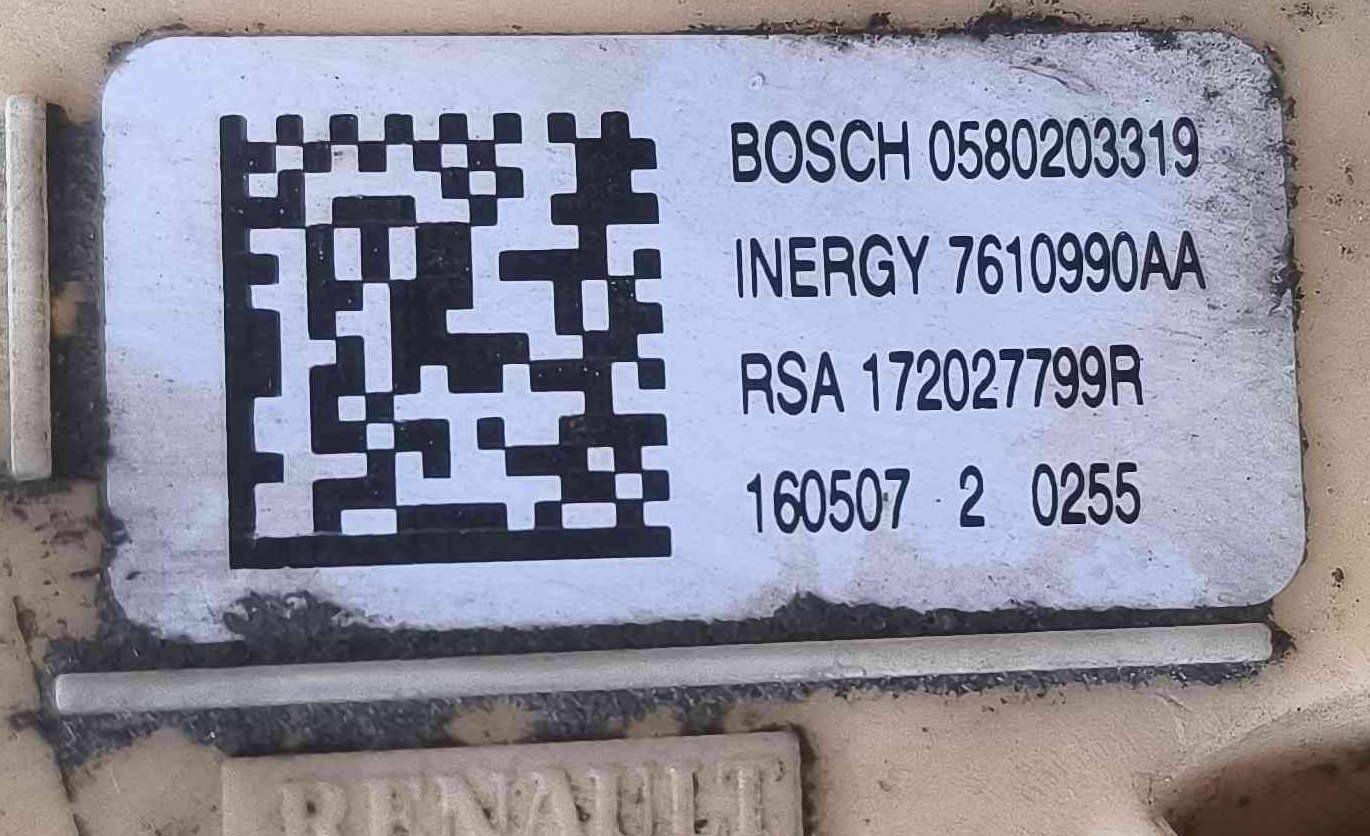 BOSCH 0580203319
INERGY 7610990AA
RSA 172027799R
160507 2 0255
RENAULT